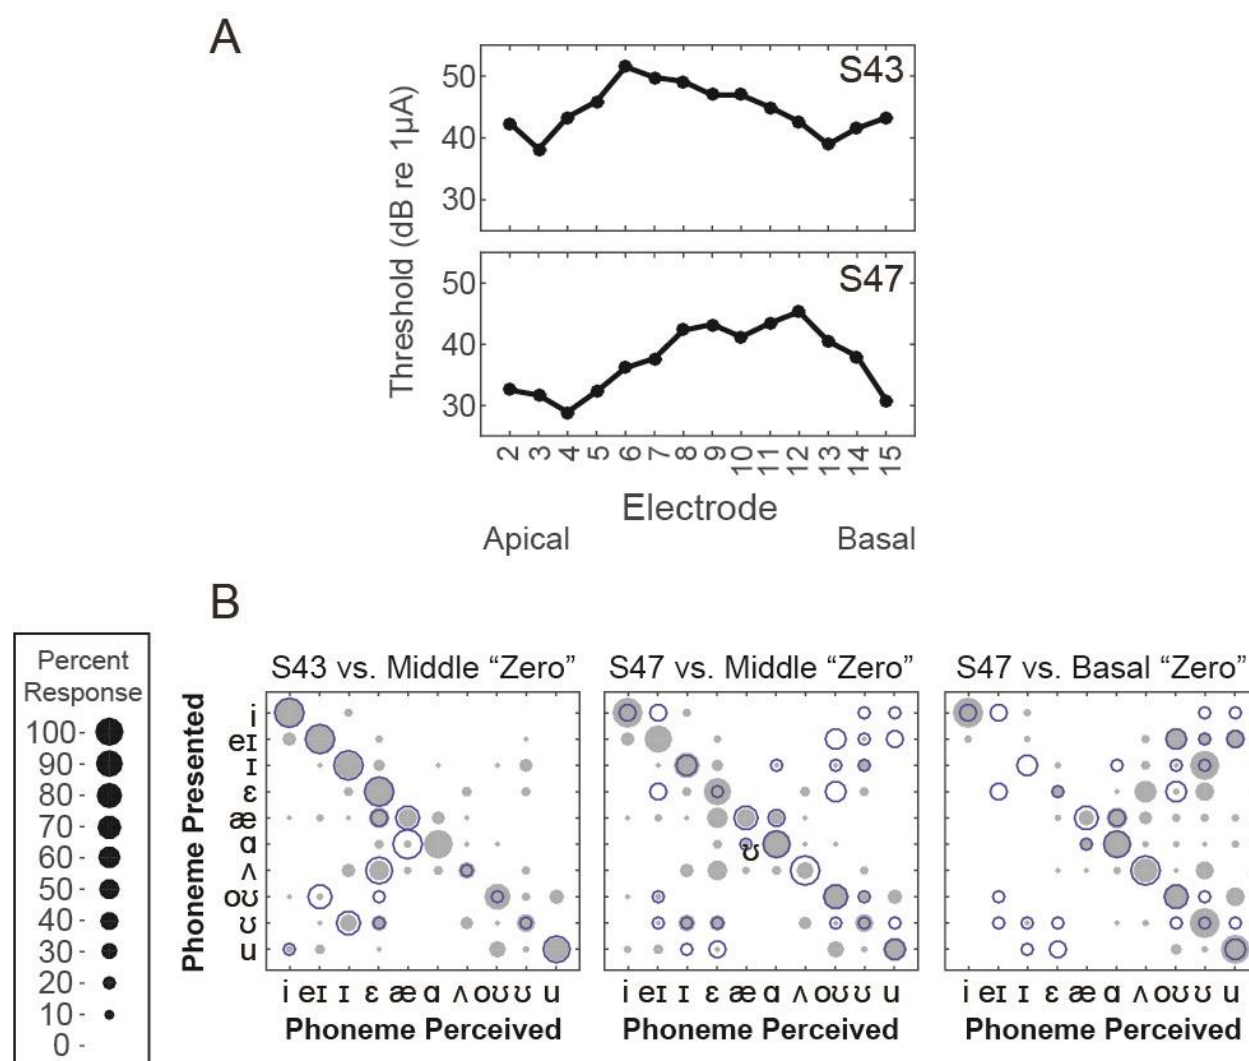 A
Threshold (dB re 1µA)
50
40
30
S43
50
40
30
S47
2 3 4 5 6 7 8 9 10 11 12 13 14 15
Electrode
Apical Basal
B
Percent
Response
100-
90-
80-
70-
60-
50-
40-
30-
20-
10-
0-
Phoneme Presented
S43 vs. Middle “Zero” S47 vs. Middle “Zero” S47 vs. Basal “Zero”
i
eɪ
ɪ
ɛ
æ
ɑ
ʌ
oʊ
ʊ
u
ʊ
i eɪ ɪ ɛ æ ɑ ʌ oʊ ʊ u i eɪ ɪ ɛ æ ɑ ʌ oʊ ʊ u i eɪ ɪ ɛ æ ɑ ʌ oʊ ʊ u
Phoneme Perceived Phoneme Perceived Phoneme Perceived